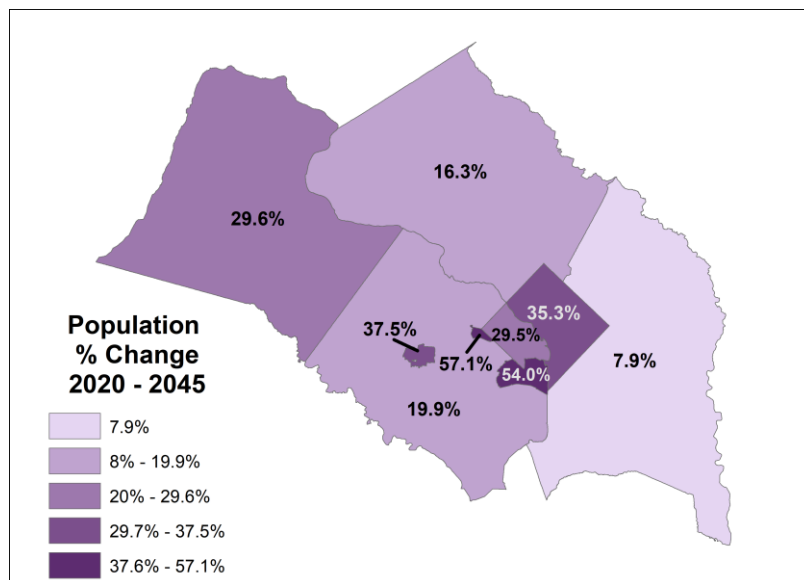 16.3%
29.6%
35.3%
37.5%
29.5%
57.1%
7.9%
54.0%
19.9%
Population
% Change
2020 - 2045
7.9%
8% - 19.9%
20% - 29.6%
29.7% - 37.5%
37.6% - 57.1%